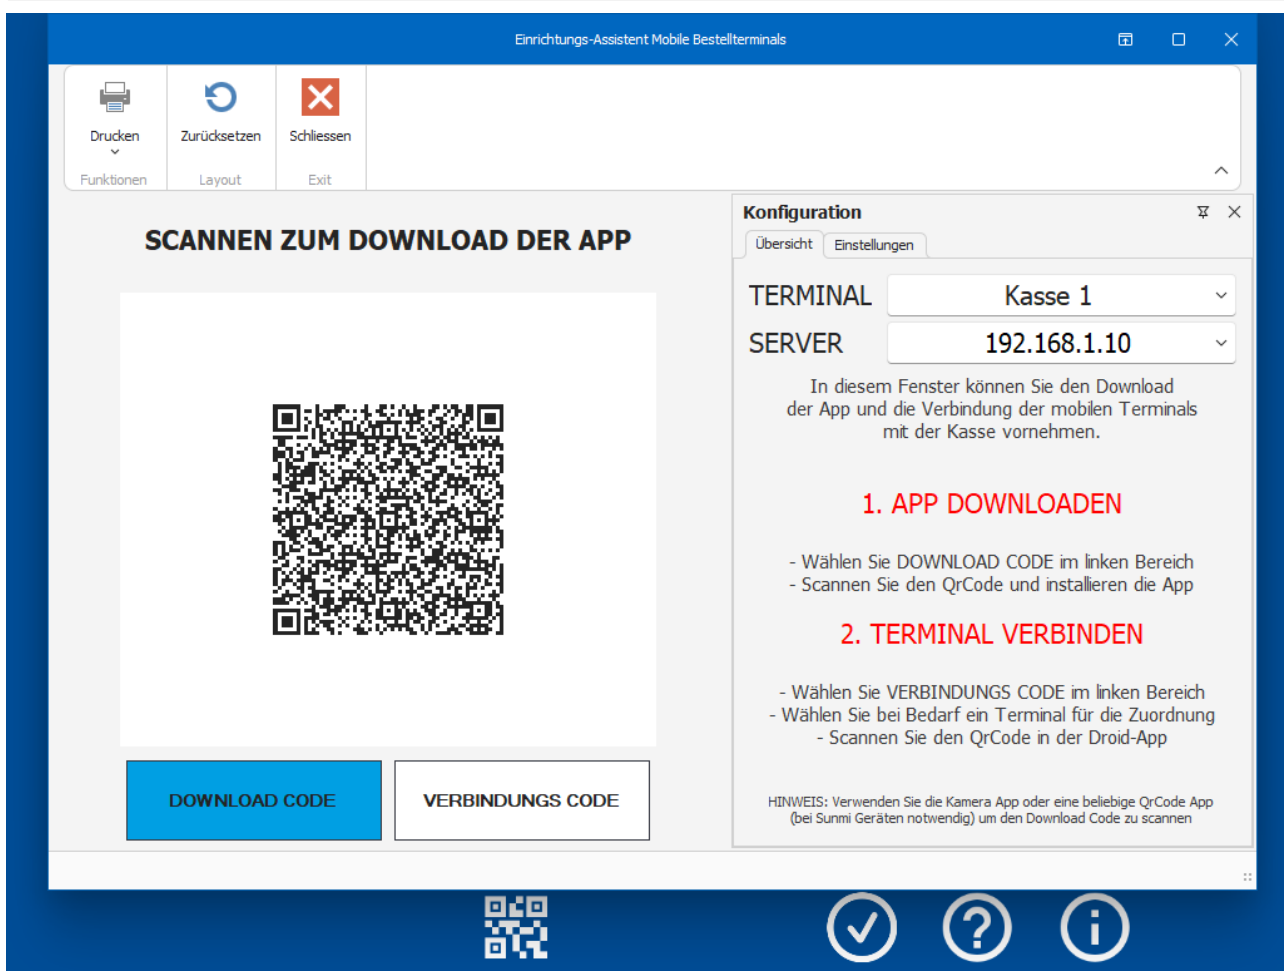 Einrichtungs-Assistent Mobile Bestellterminals
Drucken
Zurücksetzen
Schliessen
Funktionen
Layout
Exit
SCANNEN ZUM DOWNLOAD DER APP
DOWNLOAD CODE
VERBINDUNGS CODE
Konfiguration
Übersicht
Einstellungen
TERMINAL
Kasse 1
SERVER
192.168.1.10
In diesem Fenster können Sie den Download
der App und die Verbindung der mobilen Terminals
mit der Kasse vornehmen.
1. APP DOWNLOADEN
- Wählen Sie DOWNLOAD CODE im linken Bereich
- Scannen Sie den QrCode und installieren die App
2. TERMINAL VERBINDEN
- Wählen Sie VERBINDUNGS CODE im linken Bereich
- Wählen Sie bei Bedarf ein Terminal für die Zuordnung
- Scannen Sie den QrCode in der Droid-App
HINWEIS: Verwenden Sie die Kamera App oder eine beliebige QrCode App
(bei Sunmi Geräten notwendig) um den Download Code zu scannen